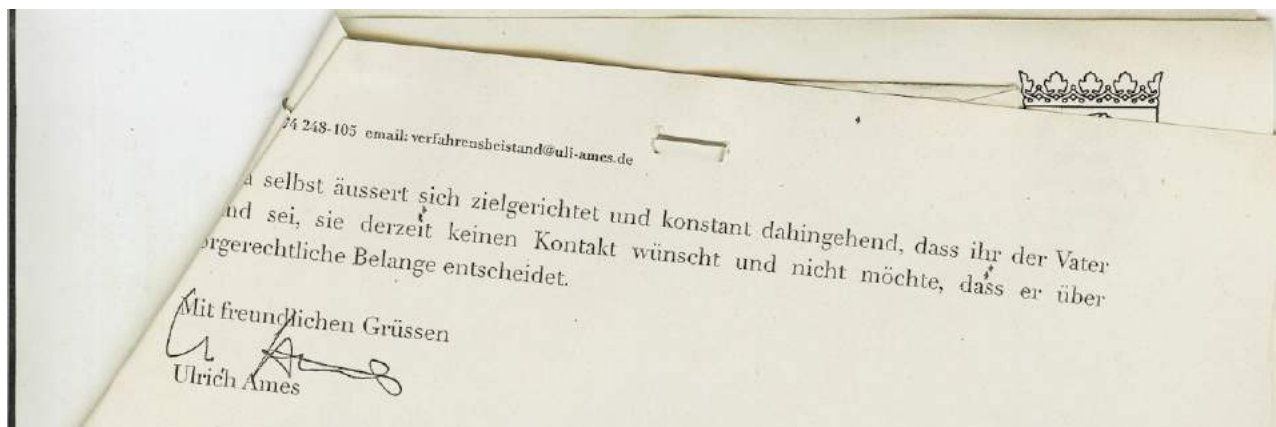 248-105 email: verfahrensbeistand@uli-ames.de
selbst äussert sich zielgerichtet und konstant dahingehend, dass ihr der Vater
sei, sie derzeit keinen Kontakt wünscht und nicht möchte, dass er über
Belange entscheidet.
Mit freundlichen Grüssen
Ulrich Ames